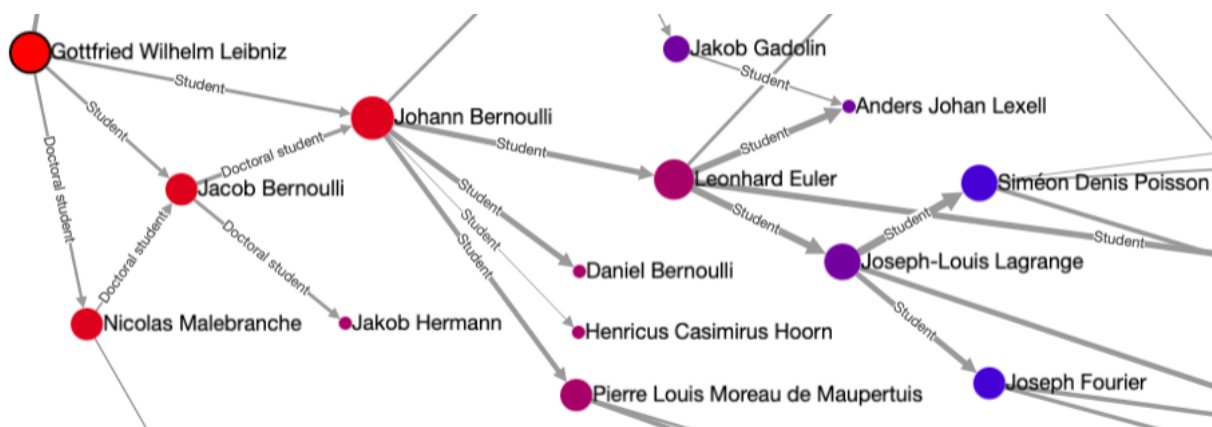 Gottfried Wilhelm Leibniz
Jakob Gadolin
Student
Student
Anders Johan Lexell
Student
Johann Bernoulli
Student
Student
Doctoral student
Doctoral student
Jacob Bernoulli
Leonhard Euler
Siméon Denis Poisson
Student
Student
Student
Student
Student
Student
Doctoral student
Doctoral student
Joseph-Louis Lagrange
Daniel Bernoulli
Nicolas Malebranche
Jakob Hermann
Henricus Casimirus Hoorn
Student
Joseph Fourier
Pierre Louis Moreau de Maupertuis